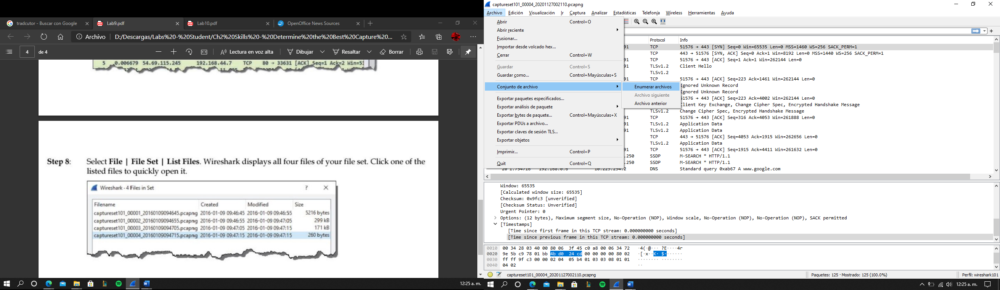 tradcutor - Buscar con Google
Lab9.pdf
Lab10.pdf
OpenOffice News Sources
Archivo
D:/Descargas/Labs%20-%20Student/Ch2%20Skills%20-%20Determine%20the%20Best%20Capture%20...
4
de 4
Lectura en voz alta
Dibujar
Resaltar
Borrar
5 0.006679 54.69.115.245 192.168.44.7 TCP 80 → 33631 [ACK] Seq=1 Ack=2 Win=5
Step 8: Select File | File Set | List Files. Wireshark displays all four files of your file set. Click one of the
listed files to quickly open it.
Wireshark · 4 Files in Set
Filename Created Modified Size
captureset101_00001_20160109094645.pcapng 2016-01-09 09:46:45 2016-01-09 09:46:55 5216 bytes
captureset101_00002_20160109094655.pcapng 2016-01-09 09:46:55 2016-01-09 09:47:05 299 kB
captureset101_00003_20160109094705.pcapng 2016-01-09 09:47:05 2016-01-09 09:47:15 171 kB
captureset101_00004_20160109094715.pcapng 2016-01-09 09:47:15 2016-01-09 09:47:15 260 bytes
12:25 a. m.
captureset101_00004_20201127002110.pcapng
Archivo Edición Visualización Ir Captura Analizar Estadísticas Telefonía Wireless Herramientas Ayuda
Abrir Control+O
Abrir reciente
Fusionar...
Importar desde volcado hex...
Cerrar Control+W
Guardar Control+S
Guardar como... Control+Mayúsculas+S
Conjunto de archivo
Exportar paquetes especificados...
Exportar análisis de paquete
Exportar bytes de paquete... Control+Mayúsculas+X
Exportar PDUs a archivo...
Exportar claves de sesión TLS...
Exportar objetos
Imprimir... Control+P
Quit Control+Q
Enumerar archivos
Archivo siguiente
Archivo anterior
Protocol Info
91 TCP 51576 → 443 [SYN] Seq=0 Win=65535 Len=0 MSS=1460 WS=256 SACK_PERM=1
TCP 443 → 51576 [SYN, ACK] Seq=0 Ack=1 Win=8192 Len=0 MSS=1440 WS=256 SACK_PERM=1
91 TCP 51576 → 443 [ACK] Seq=1 Ack=1 Win=262144 Len=0
91 TLSv1.2 Client Hello
TLSv1.2
91 TCP 51576 → 443 [ACK] Seq=223 Ack=1461 Win=262144 Len=0
Ignored Unknown Record
Ignored Unknown Record
51576 → 443 [ACK] Seq=223 Ack=4002 Win=262144 Len=0
Client Key Exchange, Change Cipher Spec, Encrypted Handshake Message
TLSv1.2 Change Cipher Spec, Encrypted Handshake Message
91 TCP 51576 → 443 [ACK] Seq=316 Ack=4053 Win=261888 Len=0
91 TLSv1.2 Application Data
91 TLSv1.2 Application Data
TCP 443 → 51576 [ACK] Seq=4053 Ack=1915 Win=262656 Len=0
TLSv1.2 Application Data
91 TCP 51576 → 443 [ACK] Seq=1915 Ack=4411 Win=261632 Len=0
.250 SSDP M-SEARCH * HTTP/1.1
.250 SSDP M-SEARCH * HTTP/1.1
20 1.754716 192.168.0.6 10.225.254.2 DNS Standard query 0xab67 A www.google.com
Window: 65535
[Calculated window size: 65535]
Checksum: 0x9fc3 [unverified]
[Checksum Status: Unverified]
Urgent Pointer: 0
Options: (12 bytes), Maximum segment size, No-Operation (NOP), Window scale, No-Operation (NOP), No-Operation (NOP), SACK permitted
[Timestamps]
[Time since first frame in this TCP stream: 0.000000000 seconds]
[Time since previous frame in this TCP stream: 0.000000000 seconds]
0010 00 34 28 03 40 00 80 06 3f 45 c0 a8 00 06 34 72 ·4(·@··· ?E····4r
0020 9e 5b c9 78 01 bb 4b d0 24 cd 00 00 00 00 80 02 ·[·x··K· $·······
0030 ff ff 9f c3 00 00 02 04 05 b4 01 03 03 08 01 01 ········ ········
0040 04 02 ··
captureset101_00004_20201127002110.pcapng
Paquetes: 125 · Mostrado: 125 (100.0%)
Perfil: wireshark101
12:25 a. m.